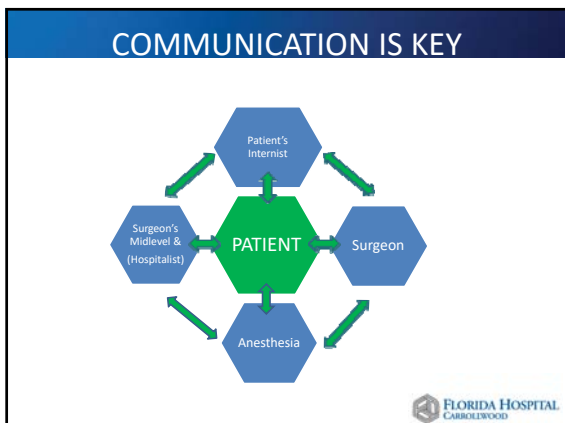 COMMUNICATION IS KEY
Patient's
Internist
Surgeon's
Midlevel &
(Hospitalist)
PATIENT
Surgeon
Anesthesia
FLORIDA HOSPITAL
CARROLLWOOD